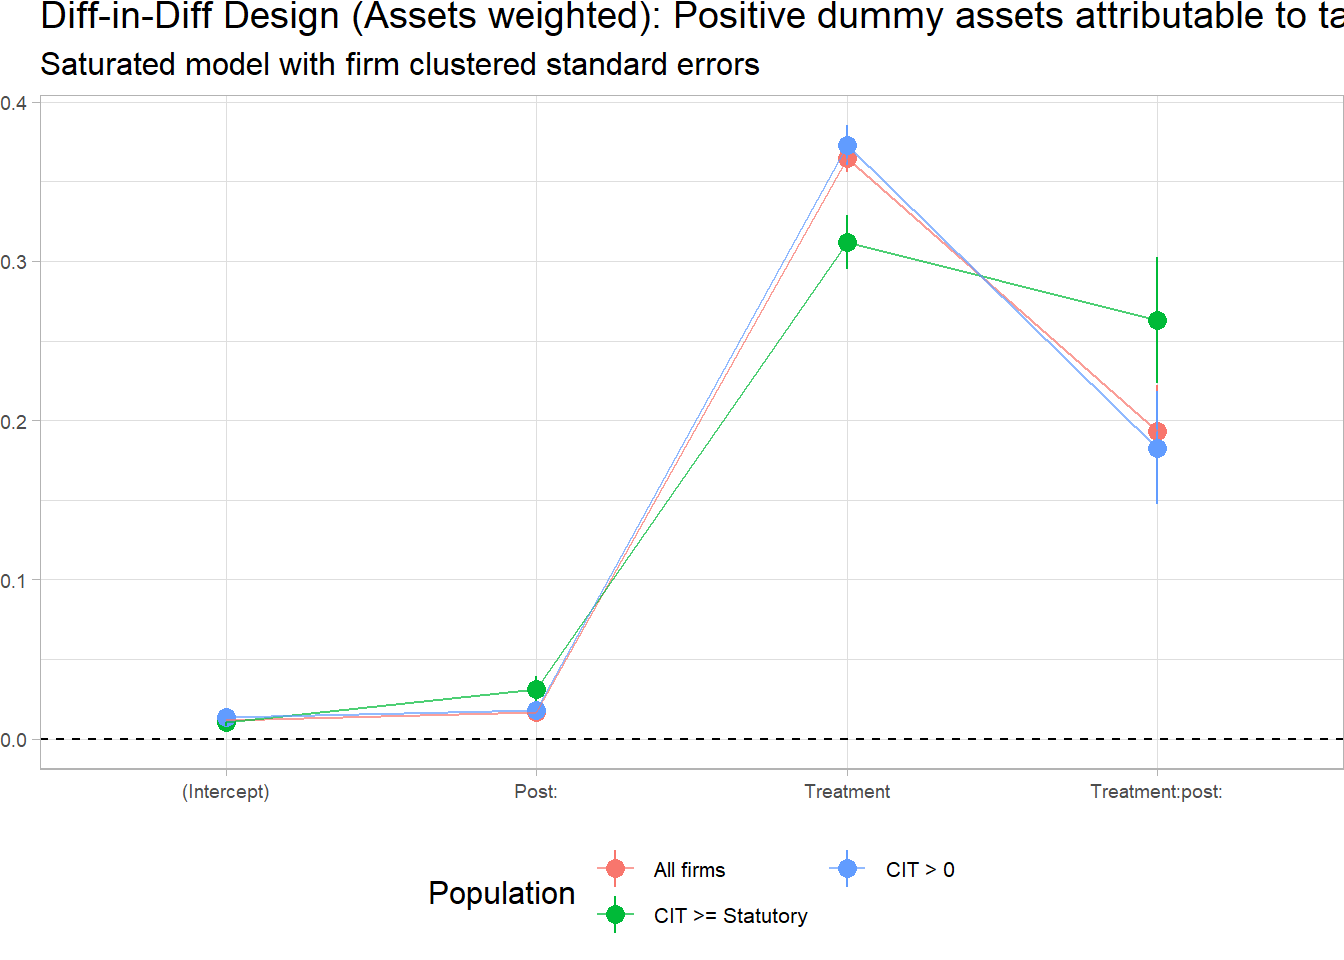 Diff-in-Diff Design (Assets weighted): Positive dummy assets attributable to ta
Saturated model with firm clustered standard errors
0.4
0.3
0.2
0.1
0.0
(Intercept) Post: Treatment Treatment:post:
Population
All firms CIT > 0
CIT >= Statutory